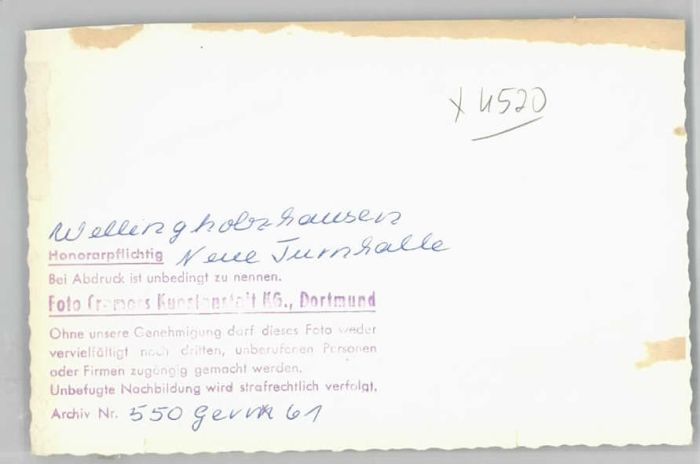 x 4520
Wellingholzhausen
Neue Turnhalle
Honorarpflichtig
Bei Abdruck ist unbedingt zu nennen.
Foto Cramers Kunstanstalt KG., Dortmund
Ohne unsere Genehmigung darf dieses Foto weder
vervielfältigt noch dritten, unberufenen Personen
oder Firmen zugängig gemacht werden.
Unbefugte Nachbildung wird strafrechtlich verfolgt.
Archiv Nr. 550 61